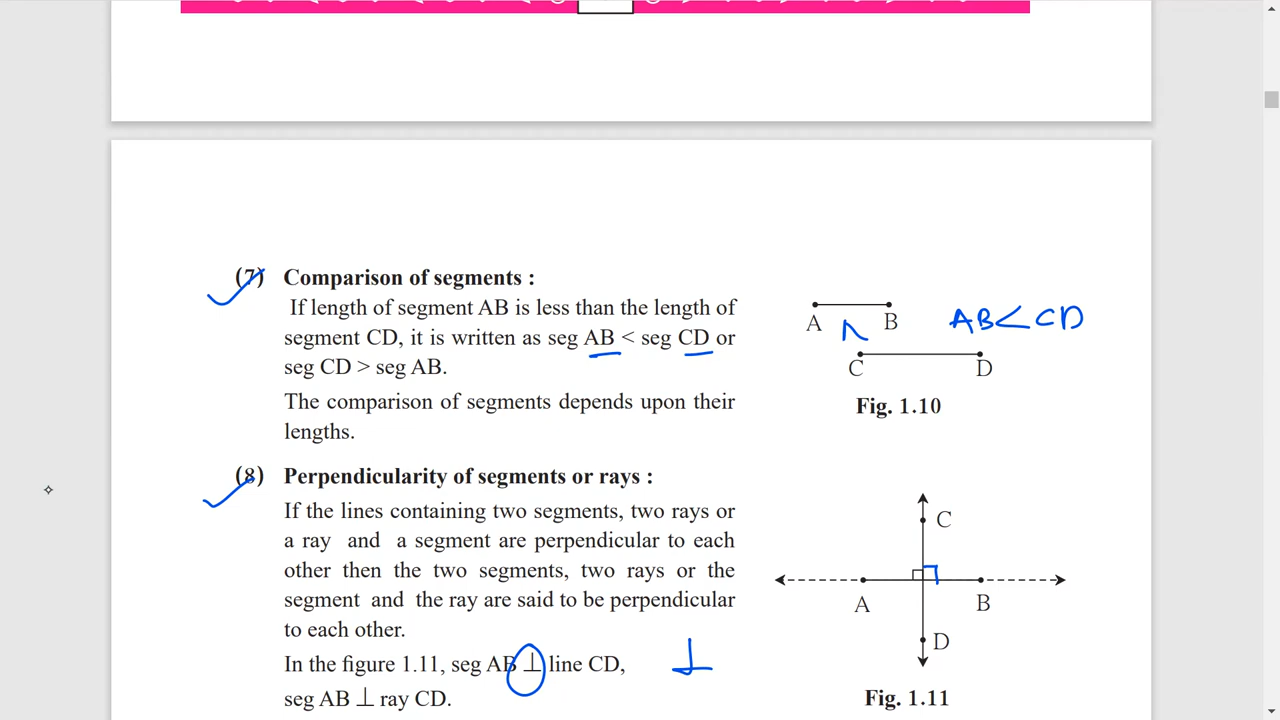 (7) Comparison of segments :
If length of segment AB is less than the length of
segment CD, it is written as seg AB < seg CD or
seg CD > seg AB.
The comparison of segments depends upon their
lengths.
A B AB < CD
C D
Fig. 1.10
(8) Perpendicularity of segments or rays :
If the lines containing two segments, two rays or
a ray and a segment are perpendicular to each
other then the two segments, two rays or the
segment and the ray are said to be perpendicular
to each other.
In the figure 1.11, seg AB ⊥ line CD, ⊥
seg AB ⊥ ray CD.
C
A B
D
Fig. 1.11